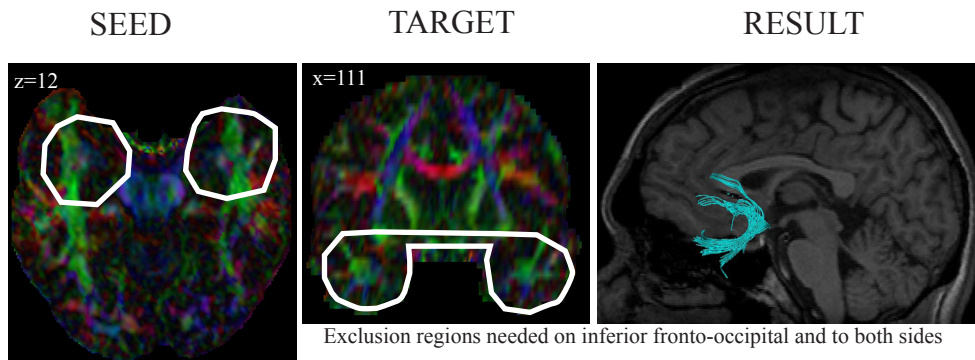 SEED
TARGET
RESULT
z=12
x=111
Exclusion regions needed on inferior fronto-occipital and to both sides